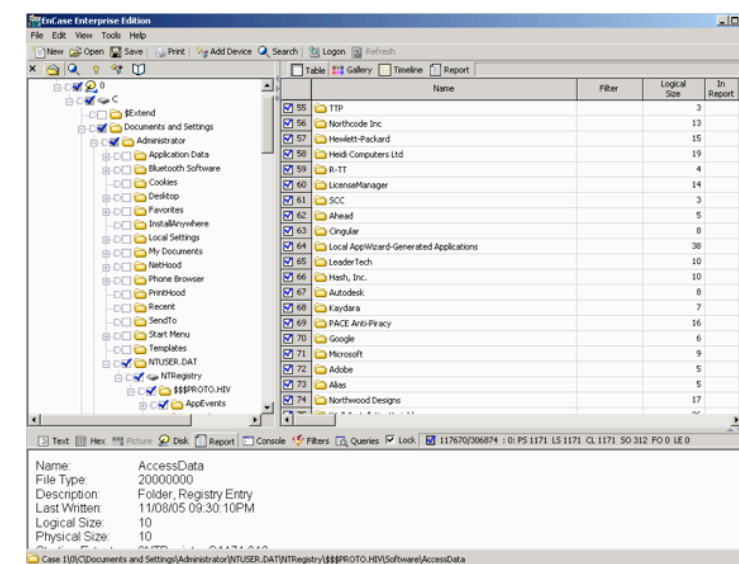 EnCase Enterprise Edition
File Edit View Tools Help
New Open Save Print Add Device Search Logon Refresh
Table Gallery Timeline Report
0
C
$Extend
Documents and Settings
Administrator
Application Data
Bluetooth Software
Cookies
Desktop
Favorites
InstallAnywhere
Local Settings
My Documents
NetHood
Phone Browser
PrintHood
Recent
SendTo
Start Menu
Templates
NTUSER.DAT
NTRegistry
$$$PROTO.HIV
AppEvents
Name Filter Logical Size In Report
55 TTP 3
56 Northcode Inc 13
57 Hewlett-Packard 15
58 Heidi Computers Ltd 19
59 R-TT 4
60 LicenseManager 14
61 SCC 3
62 Ahead 5
63 Cingular 8
64 Local AppWizard-Generated Applications 38
65 LeaderTech 10
66 Hash, Inc. 10
67 Autodesk 8
68 Kaydara 7
69 PACE Anti-Piracy 16
70 Google 6
71 Microsoft 9
72 Adobe 5
73 Alias 5
74 Northwood Designs 17
Text Hex Picture Disk Report Console Filters Queries Lock 117670/306874 : 0: PS 1171 LS 1171 CL 1171 SO 312 FO 0 LE 0
Name: AccessData
File Type: 20000000
Description: Folder, Registry Entry
Last Written: 11/08/05 09:30:10PM
Logical Size: 10
Physical Size: 10
Case 1\0\C\Documents and Settings\Administrator\NTUSER.DAT\NTRegistry\$$$PROTO.HIV\Software\AccessData